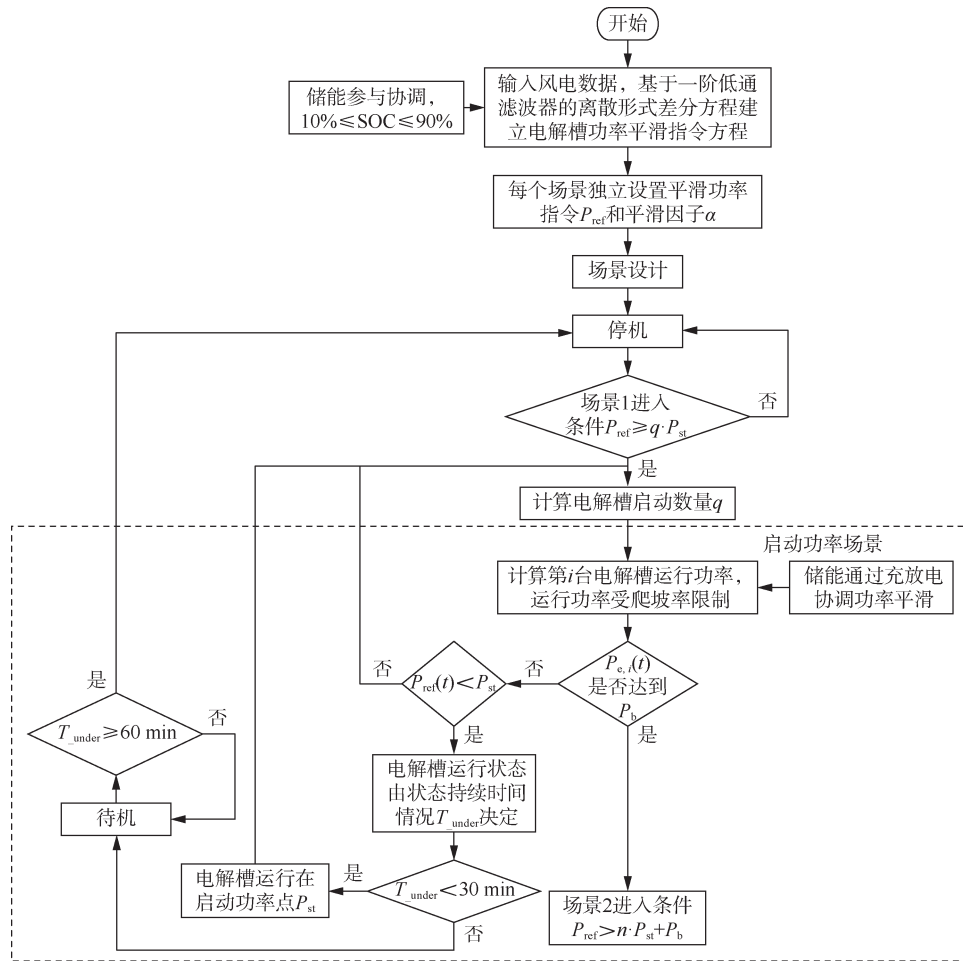 开始
输入风电数据，基于一阶低通
滤波器的离散形式差分方程建
立电解槽功率平滑指令方程
储能参与协调，
10%≤SOC≤90%
每个场景独立设置平滑功率
指令P_ref和平滑因子α
场景设计
停机
场景1进入
条件P_ref≥q·P_st
否
是
计算电解槽启动数量q
启动功率场景
计算第i台电解槽运行功率，
运行功率受爬坡率限制
储能通过充放电
协调功率平滑
P_e, i(t)
是否达到
P_b
否
是
P_ref(t)＜P_st
否
是
电解槽运行状态
由状态持续时间
情况T__under决定
T__under＜30 min
是
否
电解槽运行在
启动功率点P_st
待机
T__under≥60 min
是
否
场景2进入条件
P_ref>n·P_st+P_b